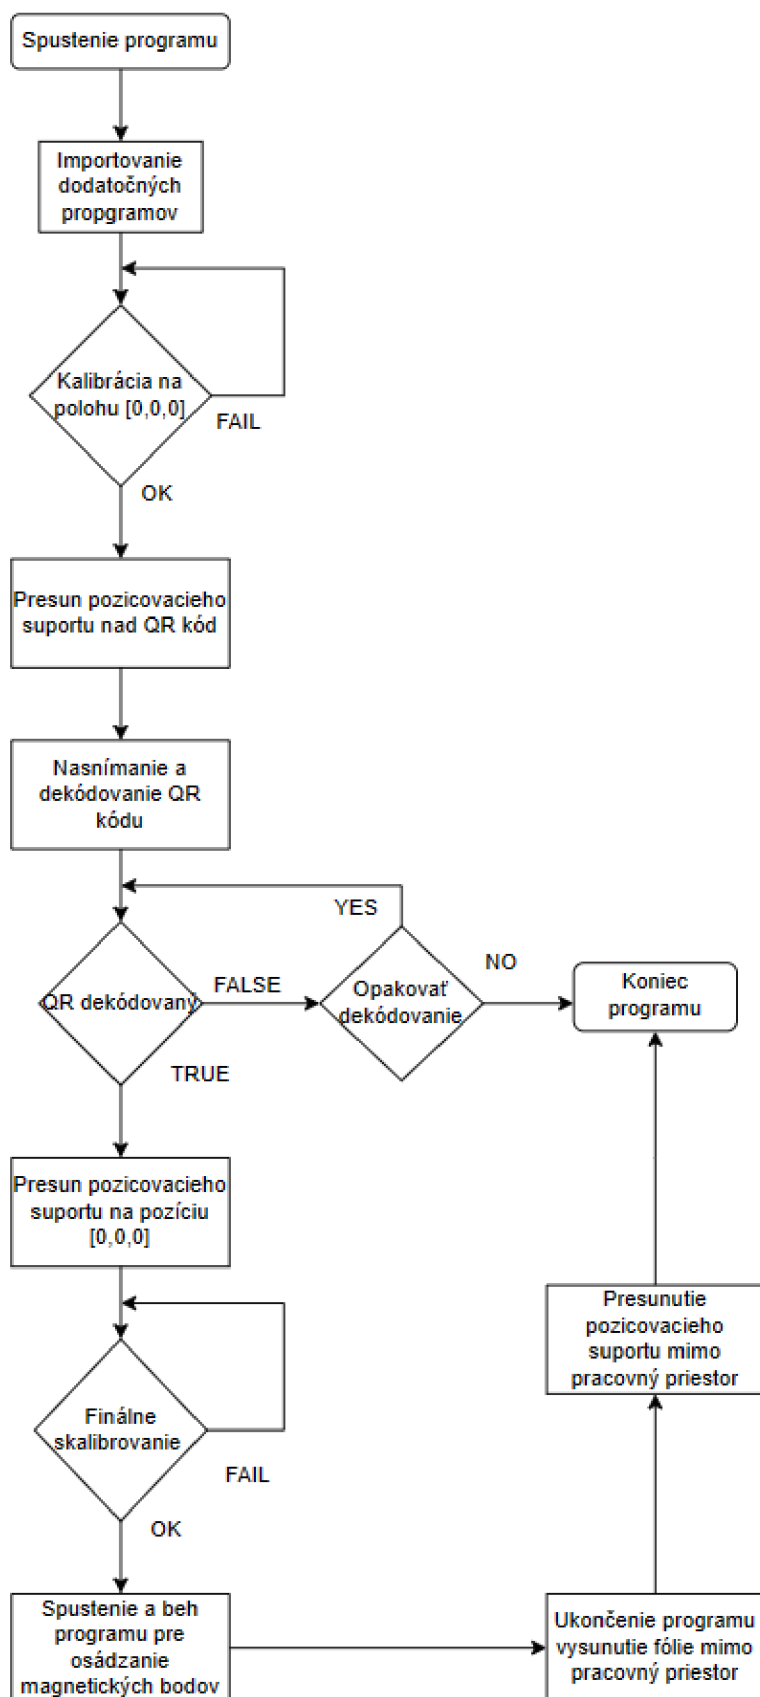 Spustenie programu
Importovanie
dodatočných
propgramov
Kalibrácia na
polohu [0,0,0]
FAIL
OK
Presun pozicovacieho
suportu nad QR kód
Nasnímanie a
dekódovanie QR
kódu
YES
QR dekódovaný
FALSE
Opakovať
dekódovanie
NO
Koniec
programu
TRUE
Presun pozicovacieho
suportu na pozíciu
[0,0,0]
Presunutie
pozicovacieho
suportu mimo
pracovný priestor
Finálne
skalibrovanie
FAIL
OK
Spustenie a beh
programu pre
osádzanie
magnetických bodov
Ukončenie programu
vysunutie fólie mimo
pracovný priestor